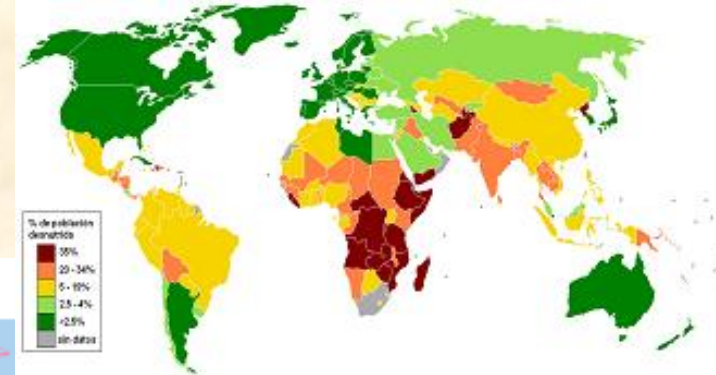 % de población
desnutrida
35%
20 - 34%
5 - 19%
2.5 - 4%
<2.5%
sin datos